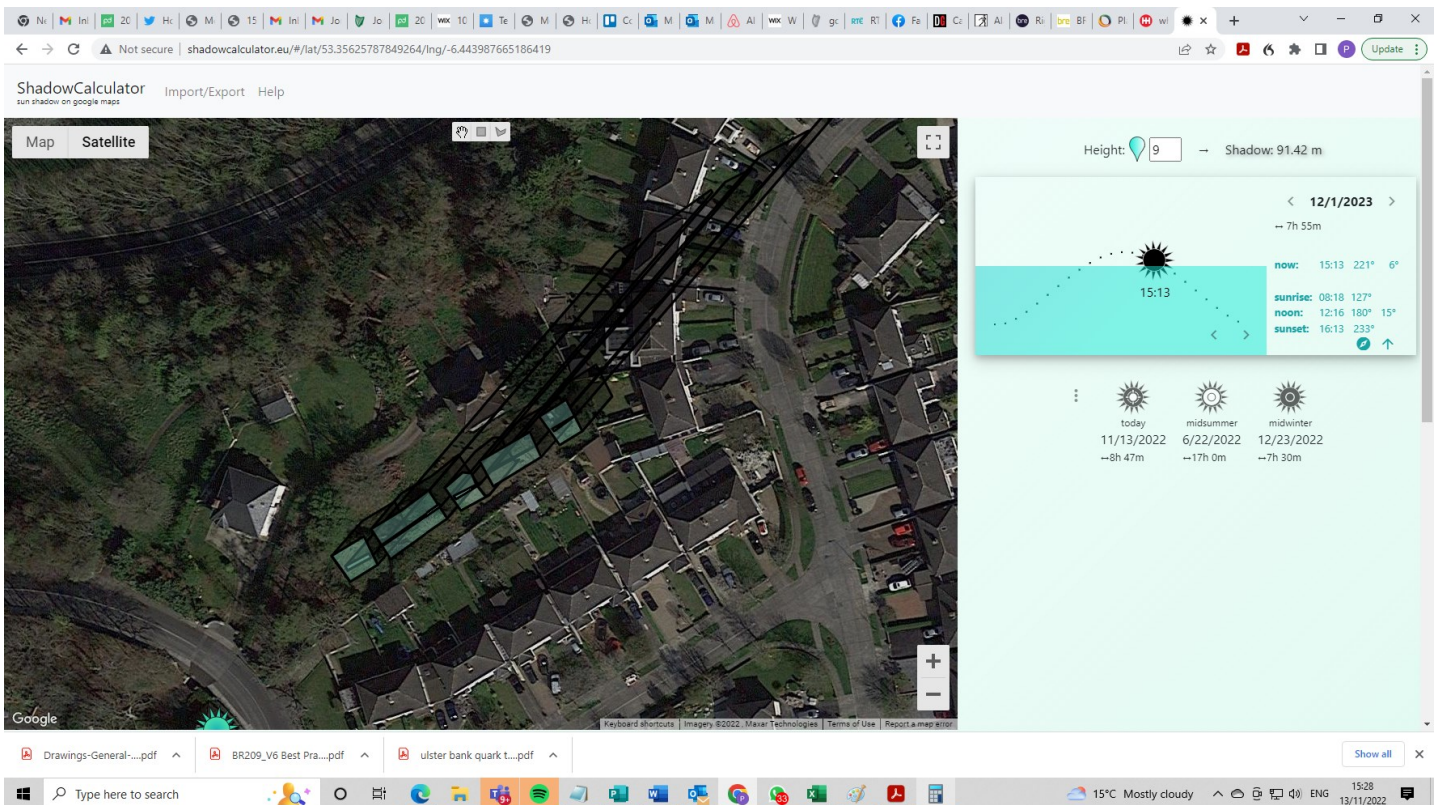 Not secure shadowcalculator.eu/#/lat/53.35625787849264/lng/-6.443987665186419
Update
ShadowCalculator Import/Export Help
sun shadow on google maps
Map Satellite
Height: 9 → Shadow: 91.42 m
< 12/1/2023 >
↔ 7h 55m
now: 15:13 221° 6°
15:13
sunrise: 08:18 127°
noon: 12:16 180° 15°
sunset: 16:13 233°
today midsummer midwinter
11/13/2022 6/22/2022 12/23/2022
↔8h 47m ↔17h 0m ↔7h 30m
Google
Keyboard shortcuts Imagery ©2022, Maxar Technologies Terms of Use Report a map error
Drawings-General-....pdf BR209_V6 Best Pra....pdf ulster bank quark t....pdf Show all
Type here to search
15°C Mostly cloudy ENG
15:28
13/11/2022